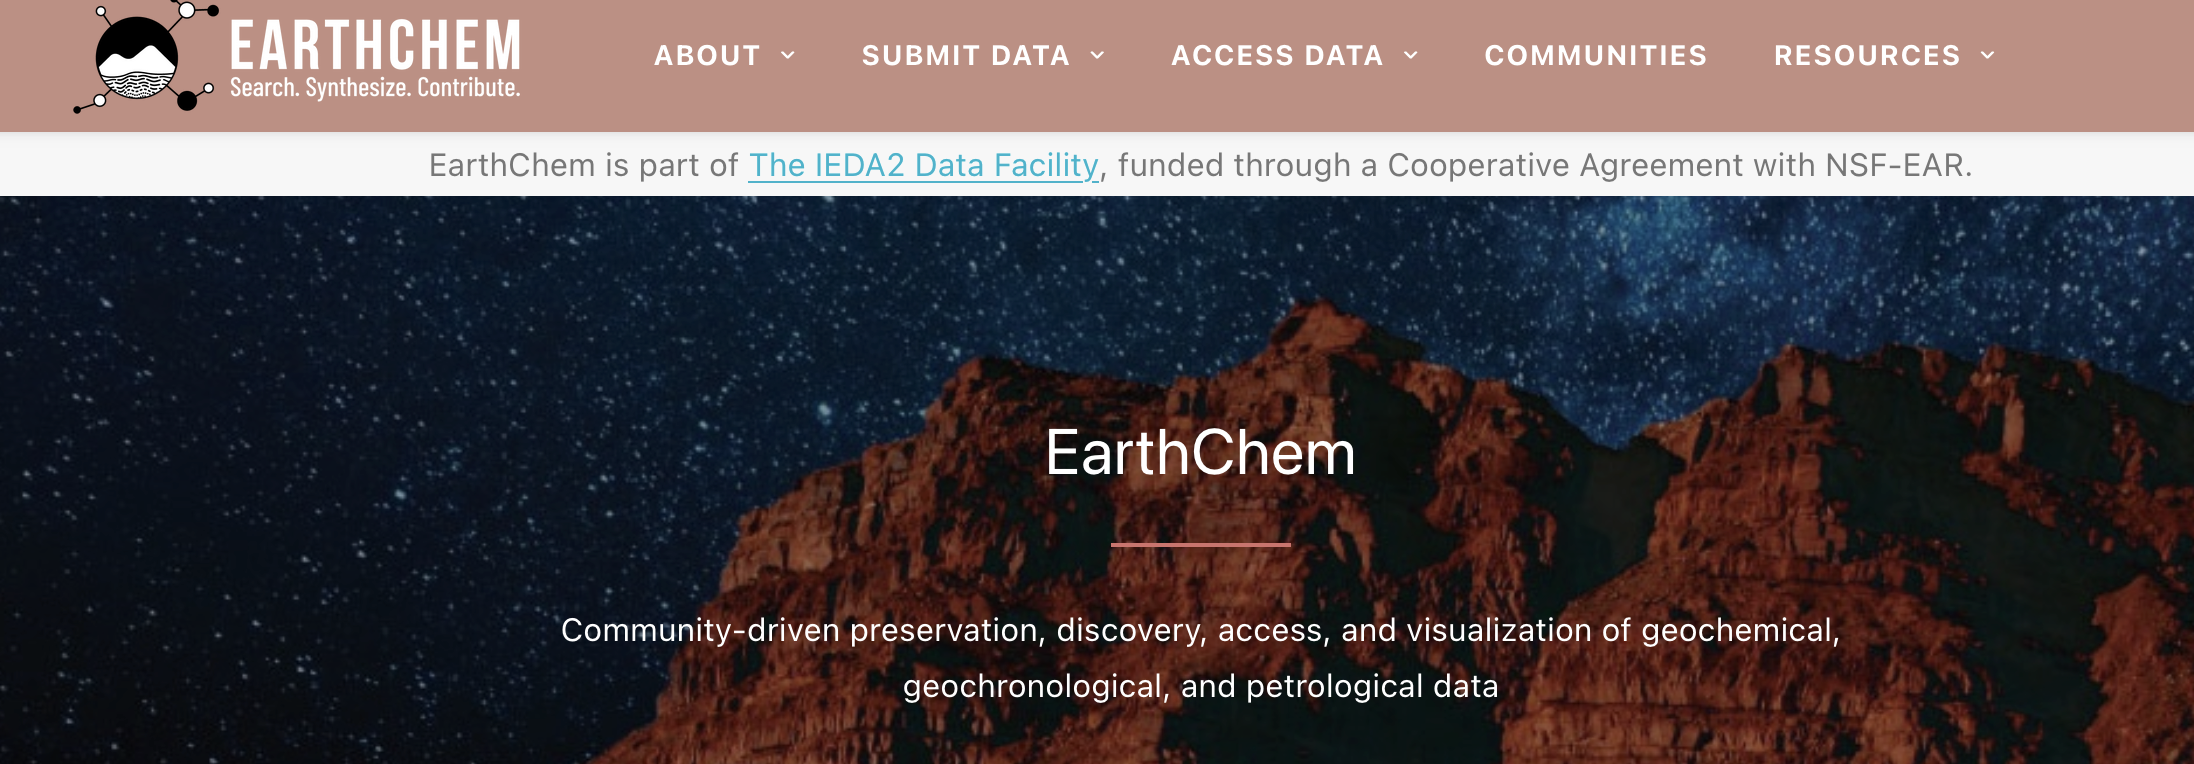 EARTHCHEM
Search. Synthesize. Contribute.
ABOUT SUBMIT DATA ACCESS DATA COMMUNITIES RESOURCES
EarthChem is part of The IEDA2 Data Facility, funded through a Cooperative Agreement with NSF-EAR.
EarthChem
Community-driven preservation, discovery, access, and visualization of geochemical,
geochronological, and petrological data